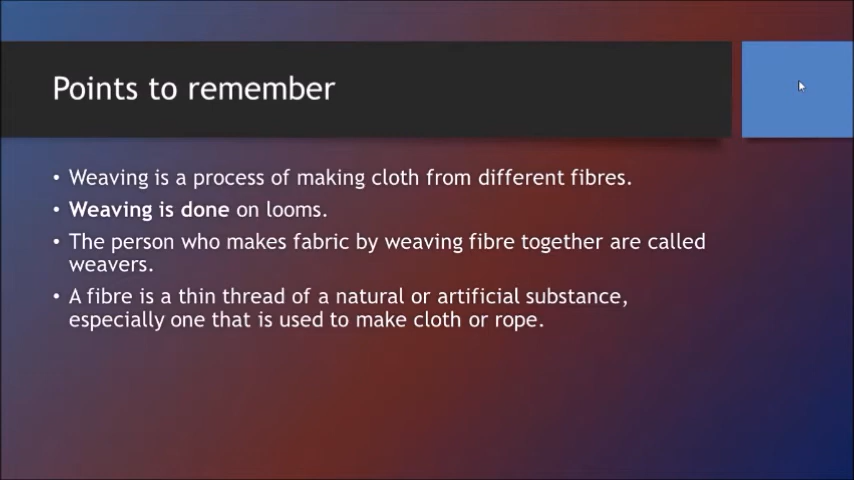 Points to remember
• Weaving is a process of making cloth from different fibres.
• Weaving is done on looms.
• The person who makes fabric by weaving fibre together are called
weavers.
• A fibre is a thin thread of a natural or artificial substance,
especially one that is used to make cloth or rope.